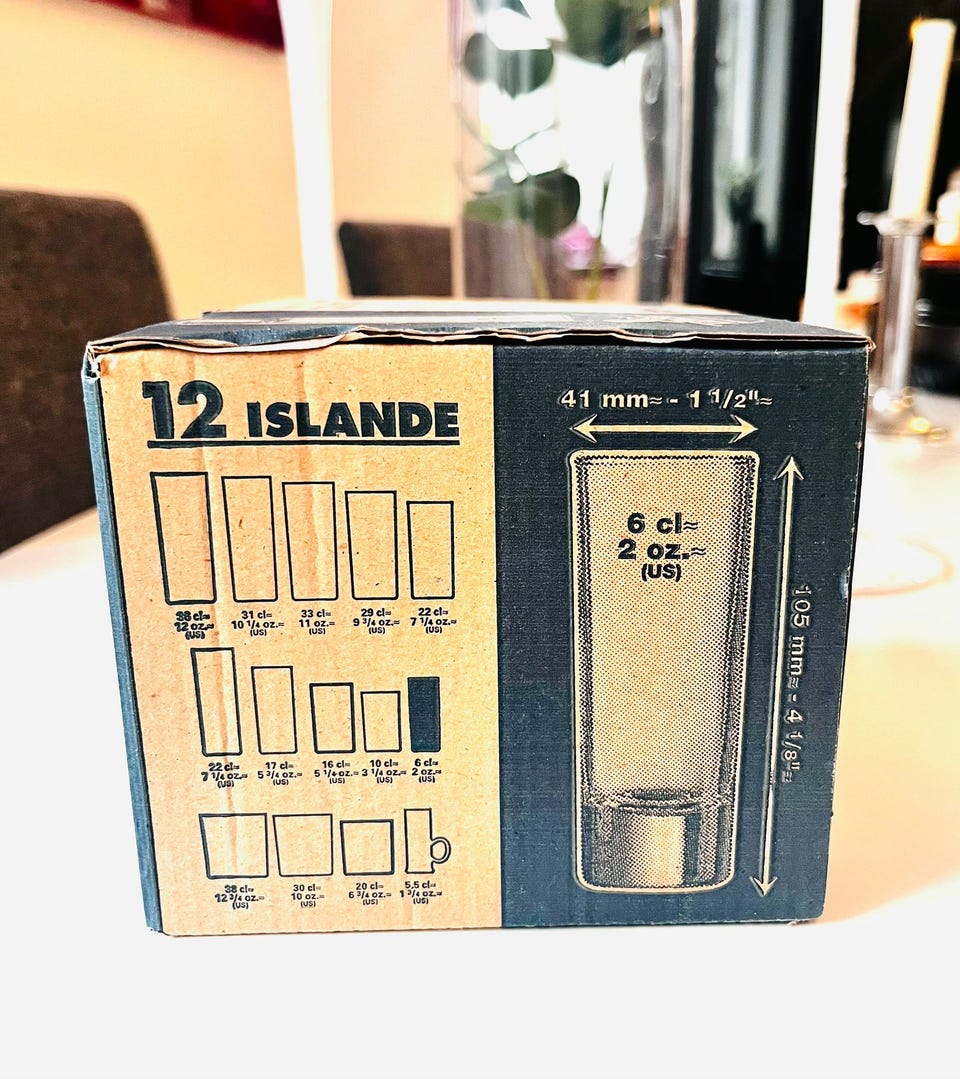 12 ISLANDE
38 cl≈
12 oz.≈
(US)
31 cl≈
10 1/4 oz.≈
(US)
33 cl≈
11 oz.≈
(US)
29 cl≈
9 3/4 oz.≈
(US)
22 cl≈
7 1/4 oz.≈
(US)
22 cl≈
7 1/4 oz.≈
(US)
17 cl≈
5 3/4 oz.≈
(US)
16 cl≈
5 1/4 oz.≈
(US)
10 cl≈
3 1/4 oz.≈
(US)
6 cl≈
2 oz.≈
(US)
38 cl≈
12 3/4 oz.≈
(US)
30 cl≈
10 oz.≈
(US)
20 cl≈
6 3/4 oz.≈
(US)
5,5 cl≈
1 3/4 oz.≈
(US)
41 mm≈ - 1 1/2"≈
6 cl≈
2 oz.≈
(US)
105 mm≈ - 4 1/8"≈